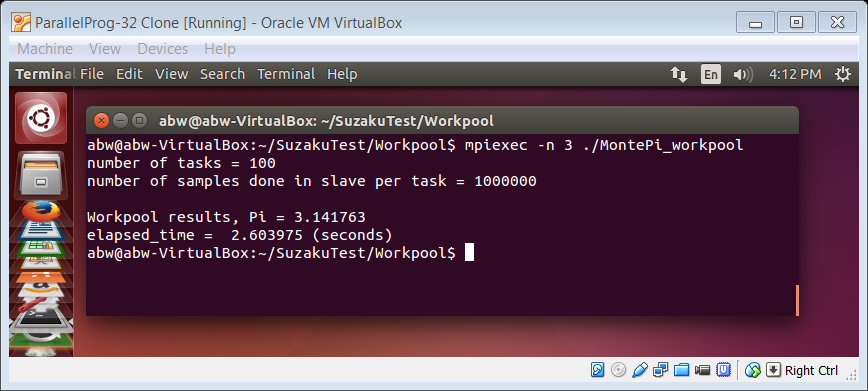 ParallelProg-32 Clone [Running] - Oracle VM VirtualBox
Machine View Devices Help
Terminal File Edit View Search Terminal Help En 4:12 PM
abw@abw-VirtualBox: ~/SuzakuTest/Workpool
abw@abw-VirtualBox:~/SuzakuTest/Workpool$ mpiexec -n 3 ./MontePi_workpool
number of tasks = 100
number of samples done in slave per task = 1000000
Workpool results, Pi = 3.141763
elapsed_time =  2.603975 (seconds)
abw@abw-VirtualBox:~/SuzakuTest/Workpool$
Right Ctrl